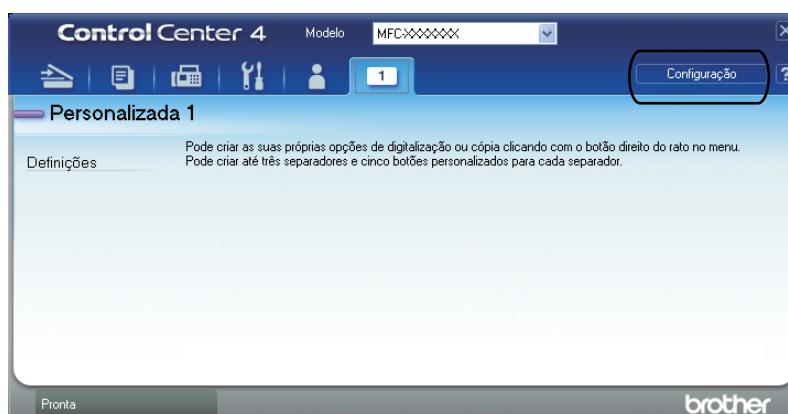 Control Center 4
Modelo
MFC-XXXXXX
Configuração
?
1
Personalizada 1
Definições
Pode criar as suas próprias opções de digitalização ou cópia clicando com o botão direito do rato no menu.
Pode criar até três separadores e cinco botões personalizados para cada separador.
Pronta
brother